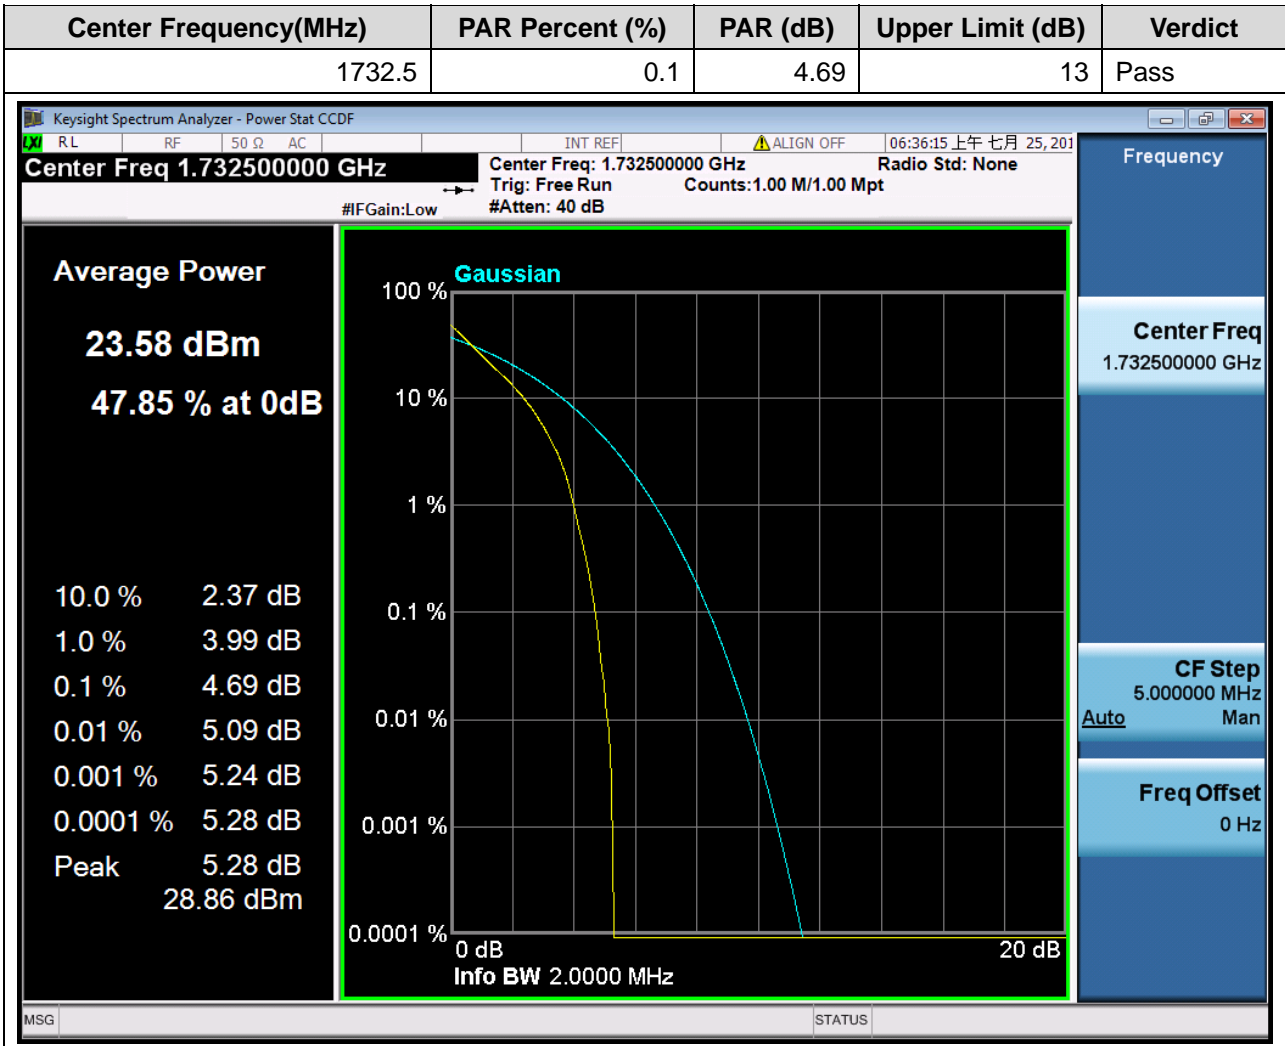 Center Frequency(MHz) PAR Percent (%) PAR (dB) Upper Limit (dB) Verdict
1732.5 0.1 4.69 13 Pass
Keysight Spectrum Analyzer - Power Stat CCDF
LXI RL RF 50 Ω AC INT REF ALIGN OFF 06:36:15 上午 七月 25, 201
Center Freq 1.732500000 GHz
Center Freq: 1.732500000 GHz Radio Std: None
Trig: Free Run Counts:1.00 M/1.00 Mpt
#IFGain:Low #Atten: 40 dB
Average Power
23.58 dBm
47.85 % at 0dB
10.0 % 2.37 dB
1.0 % 3.99 dB
0.1 % 4.69 dB
0.01 % 5.09 dB
0.001 % 5.24 dB
0.0001 % 5.28 dB
Peak 5.28 dB
28.86 dBm
Gaussian
100 %
10 %
1 %
0.1 %
0.01 %
0.001 %
0.0001 %
0 dB 20 dB
Info BW 2.0000 MHz
Frequency
Center Freq
1.732500000 GHz
CF Step
5.000000 MHz
Auto Man
Freq Offset
0 Hz
MSG STATUS